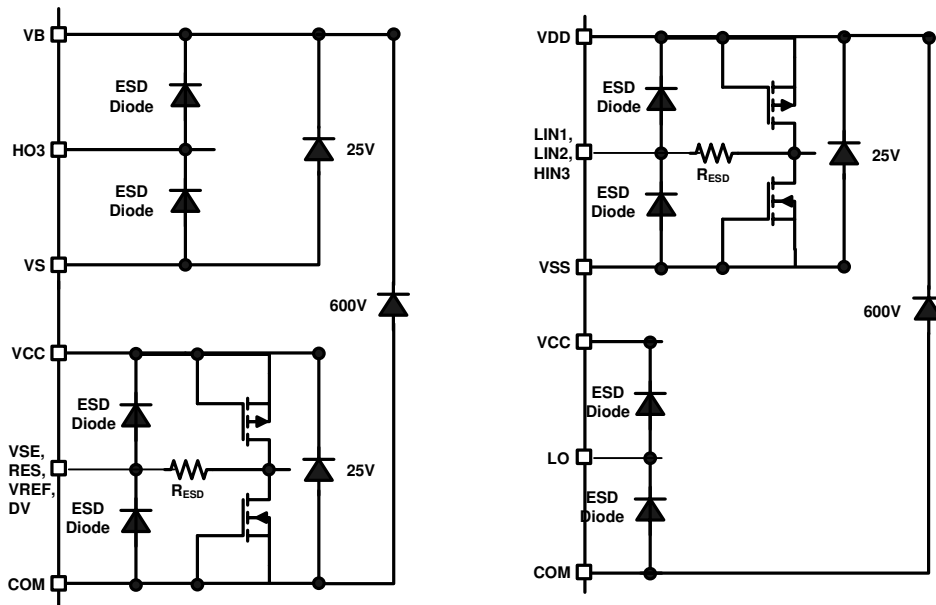 VB
ESD
Diode
HO3
25V
ESD
Diode
VS
600V
VCC
ESD
Diode
VSE,
RES,
VREF,
DV
RESD
25V
ESD
Diode
COM
VDD
ESD
Diode
LIN1,
LIN2,
HIN3
RESD
25V
ESD
Diode
VSS
600V
VCC
ESD
Diode
LO
ESD
Diode
COM